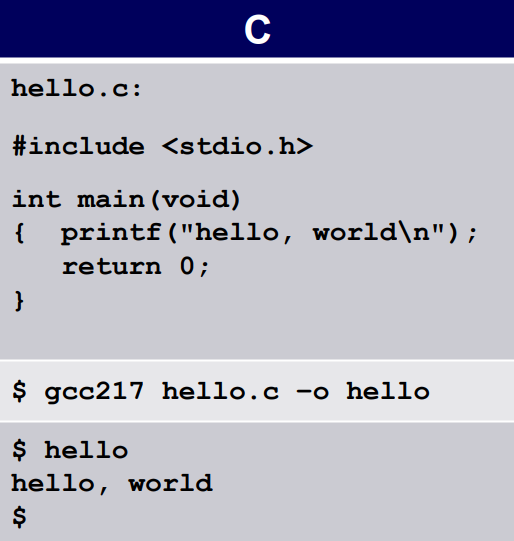 C
hello.c:
#include <stdio.h>
int main(void)
{  printf("hello, world\n");
   return 0;
}
$ gcc217 hello.c –o hello
$ hello
hello, world
$